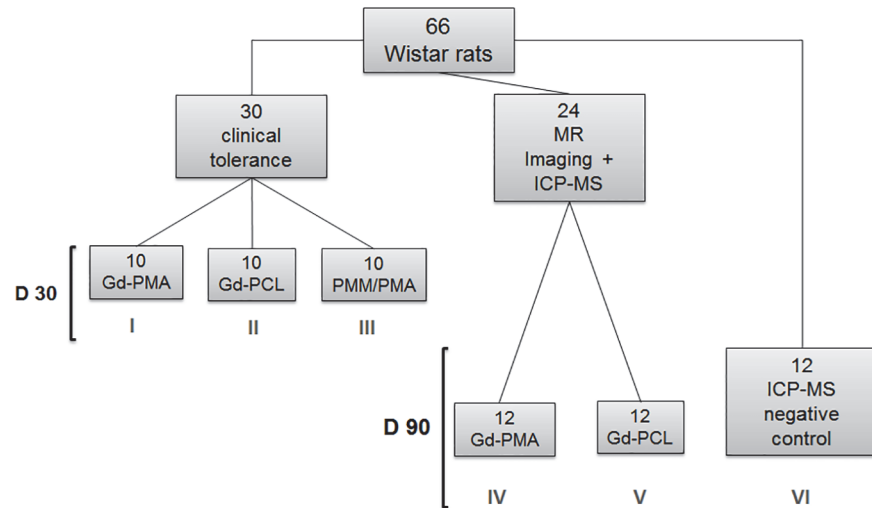 66
Wistar rats
30
clinical
tolerance
24
MR
Imaging +
ICP-MS
D 30
10
Gd-PMA
10
Gd-PCL
10
PMM/PMA
I
II
III
D 90
12
Gd-PMA
12
Gd-PCL
12
ICP-MS
negative
control
IV
V
VI